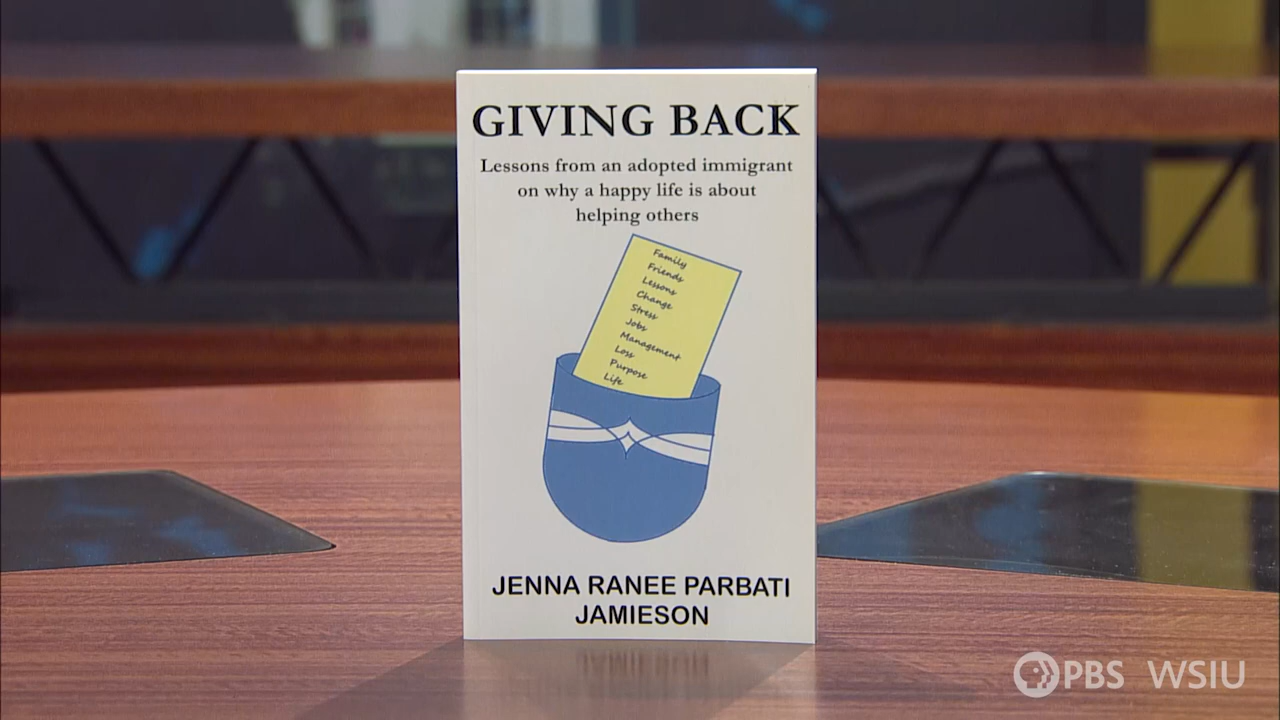 GIVING BACK
Lessons from an adopted immigrant
on why a happy life is about
helping others
Family
Friends
Lessons
Change
Stress
Jobs
Management
Loss
Purpose
Life
JENNA RANEE PARBATI
JAMIESON
PBS WSIU